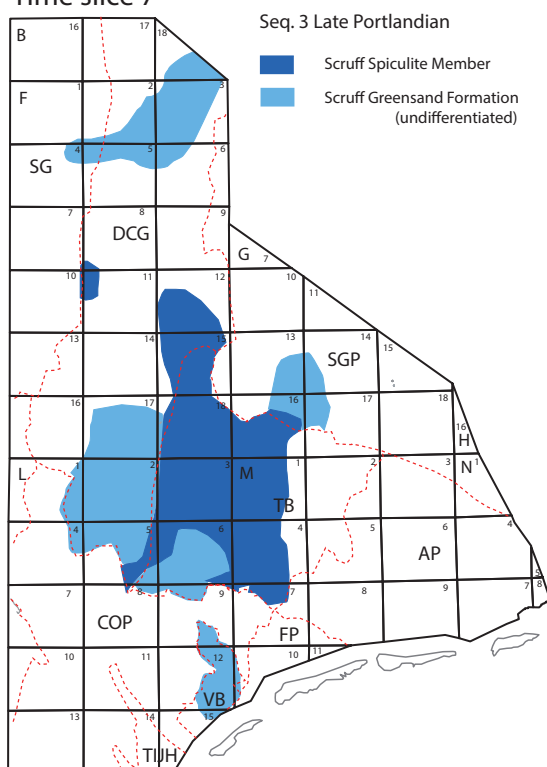 Time slice 7
Seq. 3 Late Portlandian
Scruff Spiculite Member
Scruff Greensand Formation
(undifferentiated)
B 16 17 18
F 1 2 3
4 5 6
SG
7 8 9
DCG
G 7
10 11 12 10
11
13 14 15 13 14 15
SGP
16 17 18 16 17 18
16
H
L 1 2 3 M 1 2 3 N 1
TB
4 5 6 4 5 6 4
AP
5
7 8 9 7 8 9 7 8
COP
FP
10 11 12 10 11
VB
13 14 15
TIJH